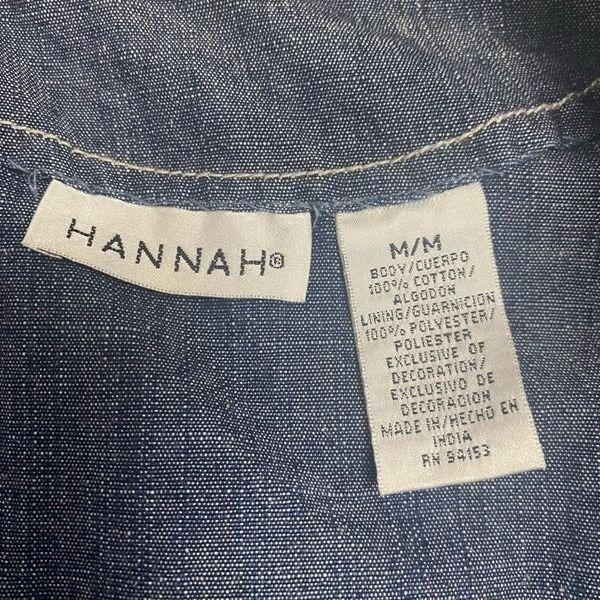 HANNAH®
M/M
BODY/CUERPO
100% COTTON/
ALGODON
LINING/GUARNICION
100% POLYESTER/
POLIESTER
EXCLUSIVE OF
DECORATION/
EXCLUSIVO DE
DECORACION
MADE IN/HECHO EN
INDIA
RN 94153